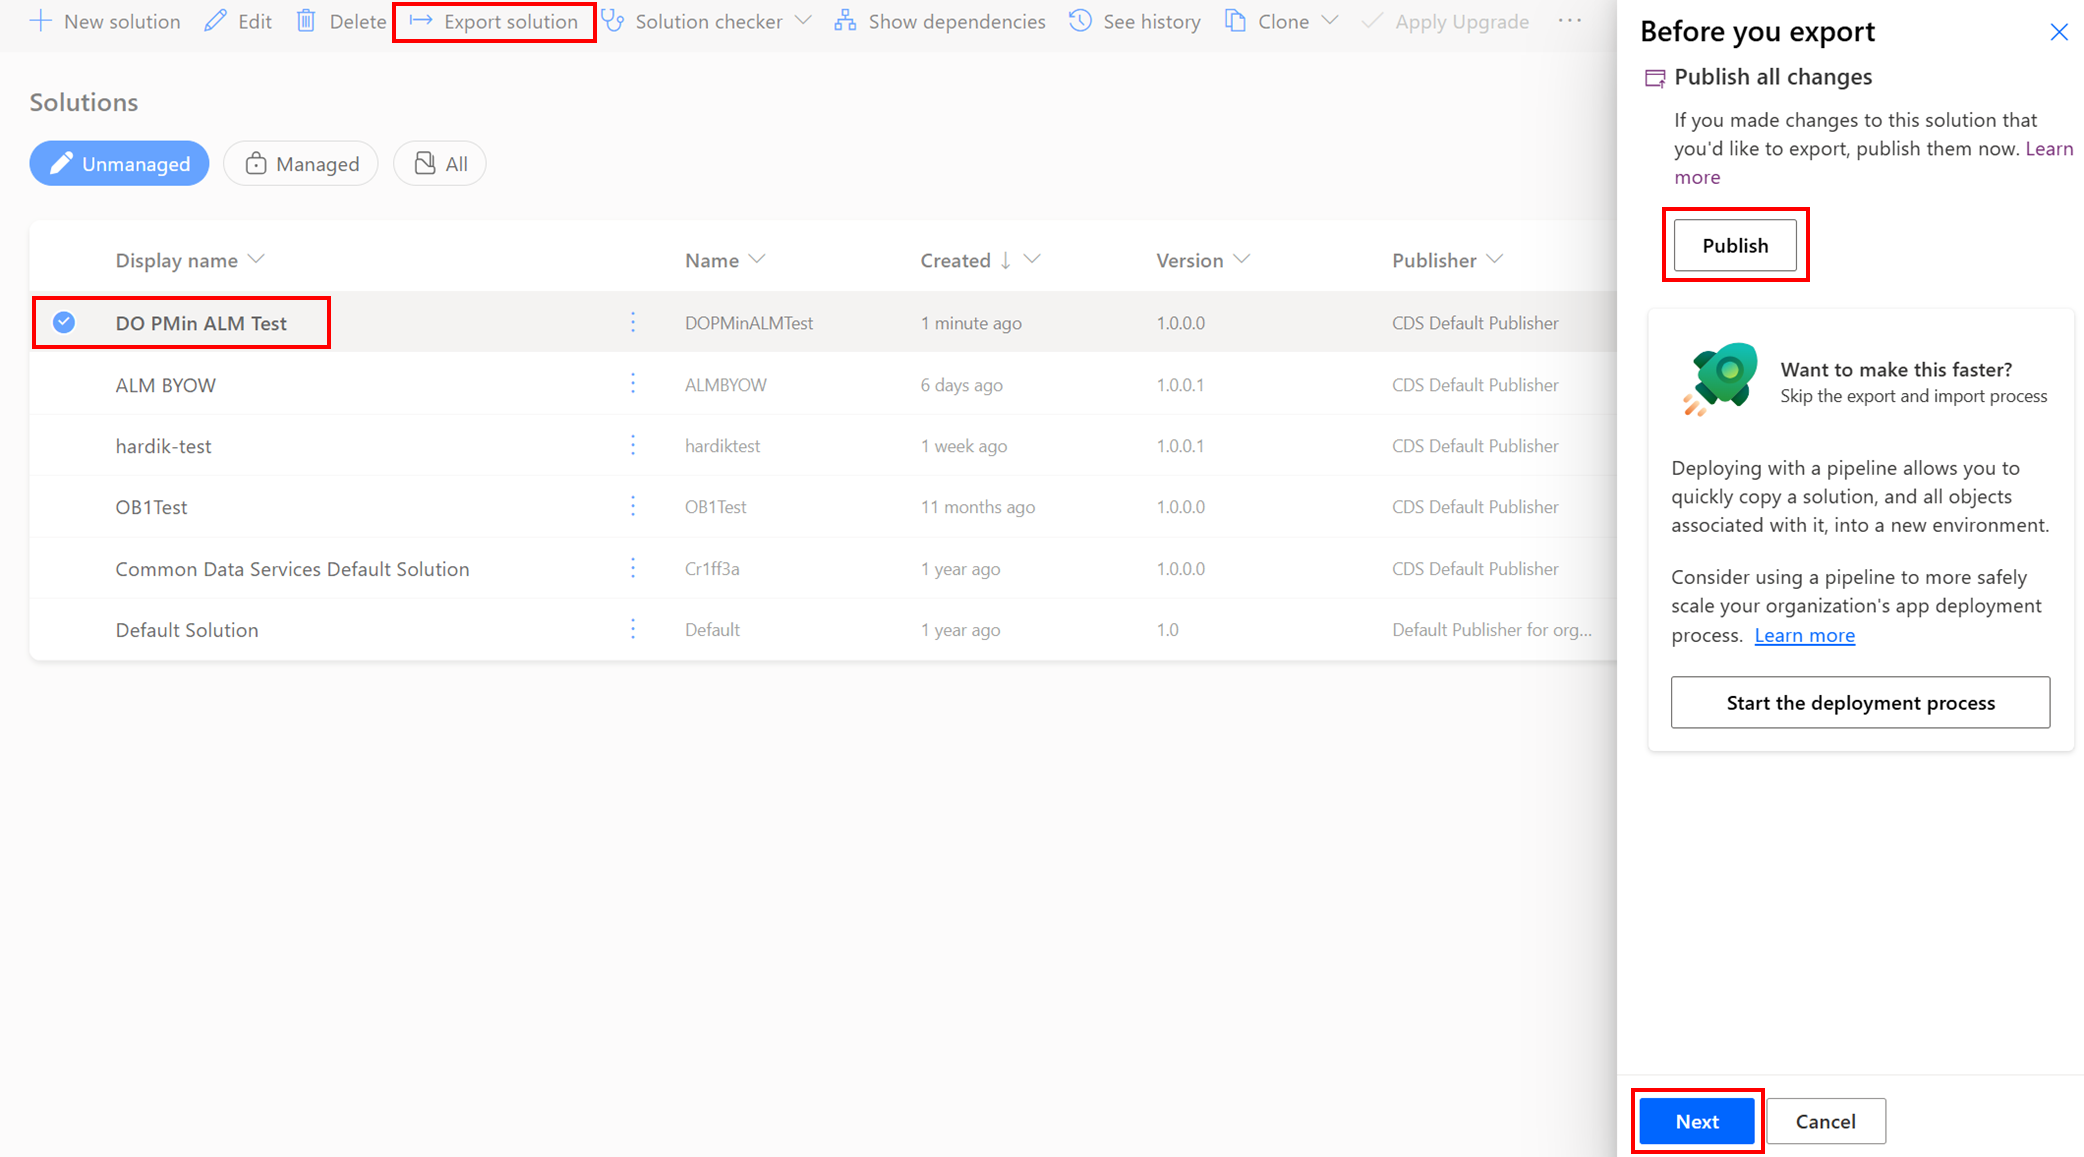 New solution Edit Delete Export solution Solution checker Show dependencies See history Clone Apply Upgrade ...
Solutions
Unmanaged Managed All
Display name Name Created ↓ Version Publisher
DO PMin ALM Test DOPMinALMTest 1 minute ago 1.0.0.0 CDS Default Publisher
ALM BYOW ALMBYOW 6 days ago 1.0.0.1 CDS Default Publisher
hardik-test hardiktest 1 week ago 1.0.0.1 CDS Default Publisher
OB1Test OB1Test 11 months ago 1.0.0.0 CDS Default Publisher
Common Data Services Default Solution Cr1ff3a 1 year ago 1.0.0.0 CDS Default Publisher
Default Solution Default 1 year ago 1.0 Default Publisher for org...
Before you export
Publish all changes
If you made changes to this solution that
you'd like to export, publish them now. Learn
more
Publish
Want to make this faster?
Skip the export and import process
Deploying with a pipeline allows you to
quickly copy a solution, and all objects
associated with it, into a new environment.
Consider using a pipeline to more safely
scale your organization's app deployment
process. Learn more
Start the deployment process
Next Cancel